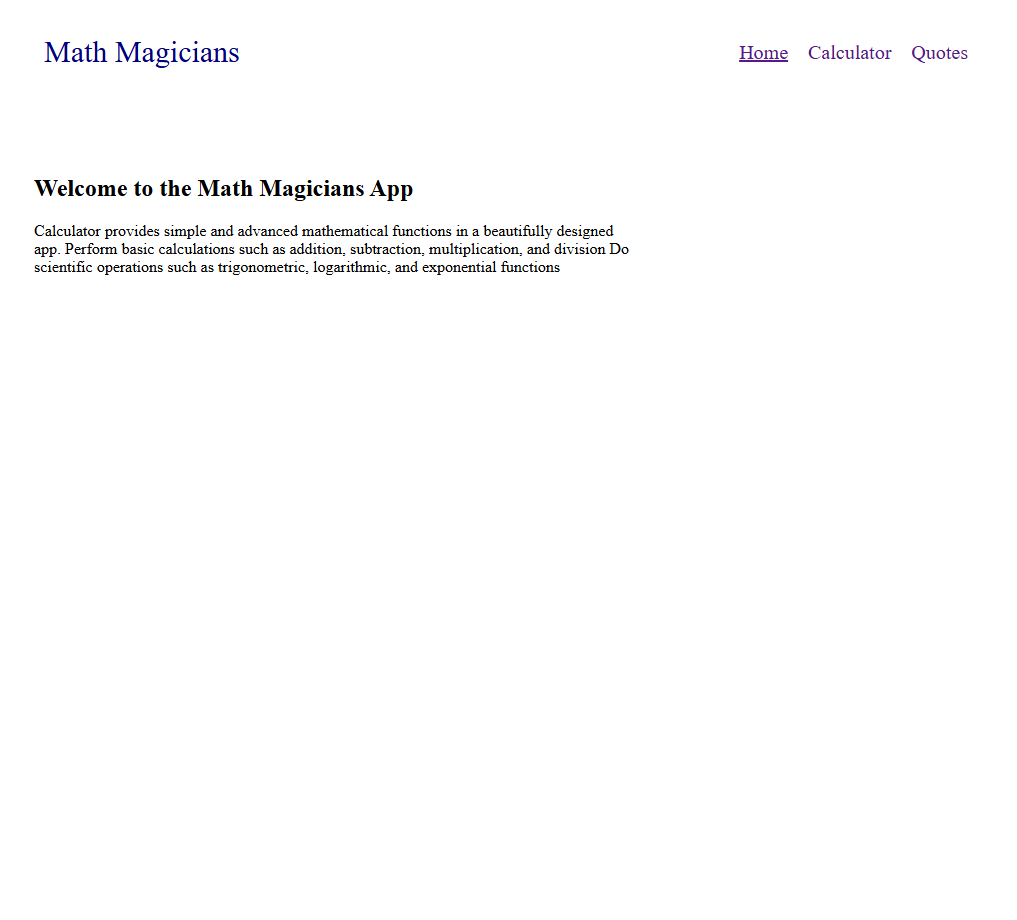 Math Magicians
Home Calculator Quotes
Welcome to the Math Magicians App
Calculator provides simple and advanced mathematical functions in a beautifully designed
app. Perform basic calculations such as addition, subtraction, multiplication, and division Do
scientific operations such as trigonometric, logarithmic, and exponential functions